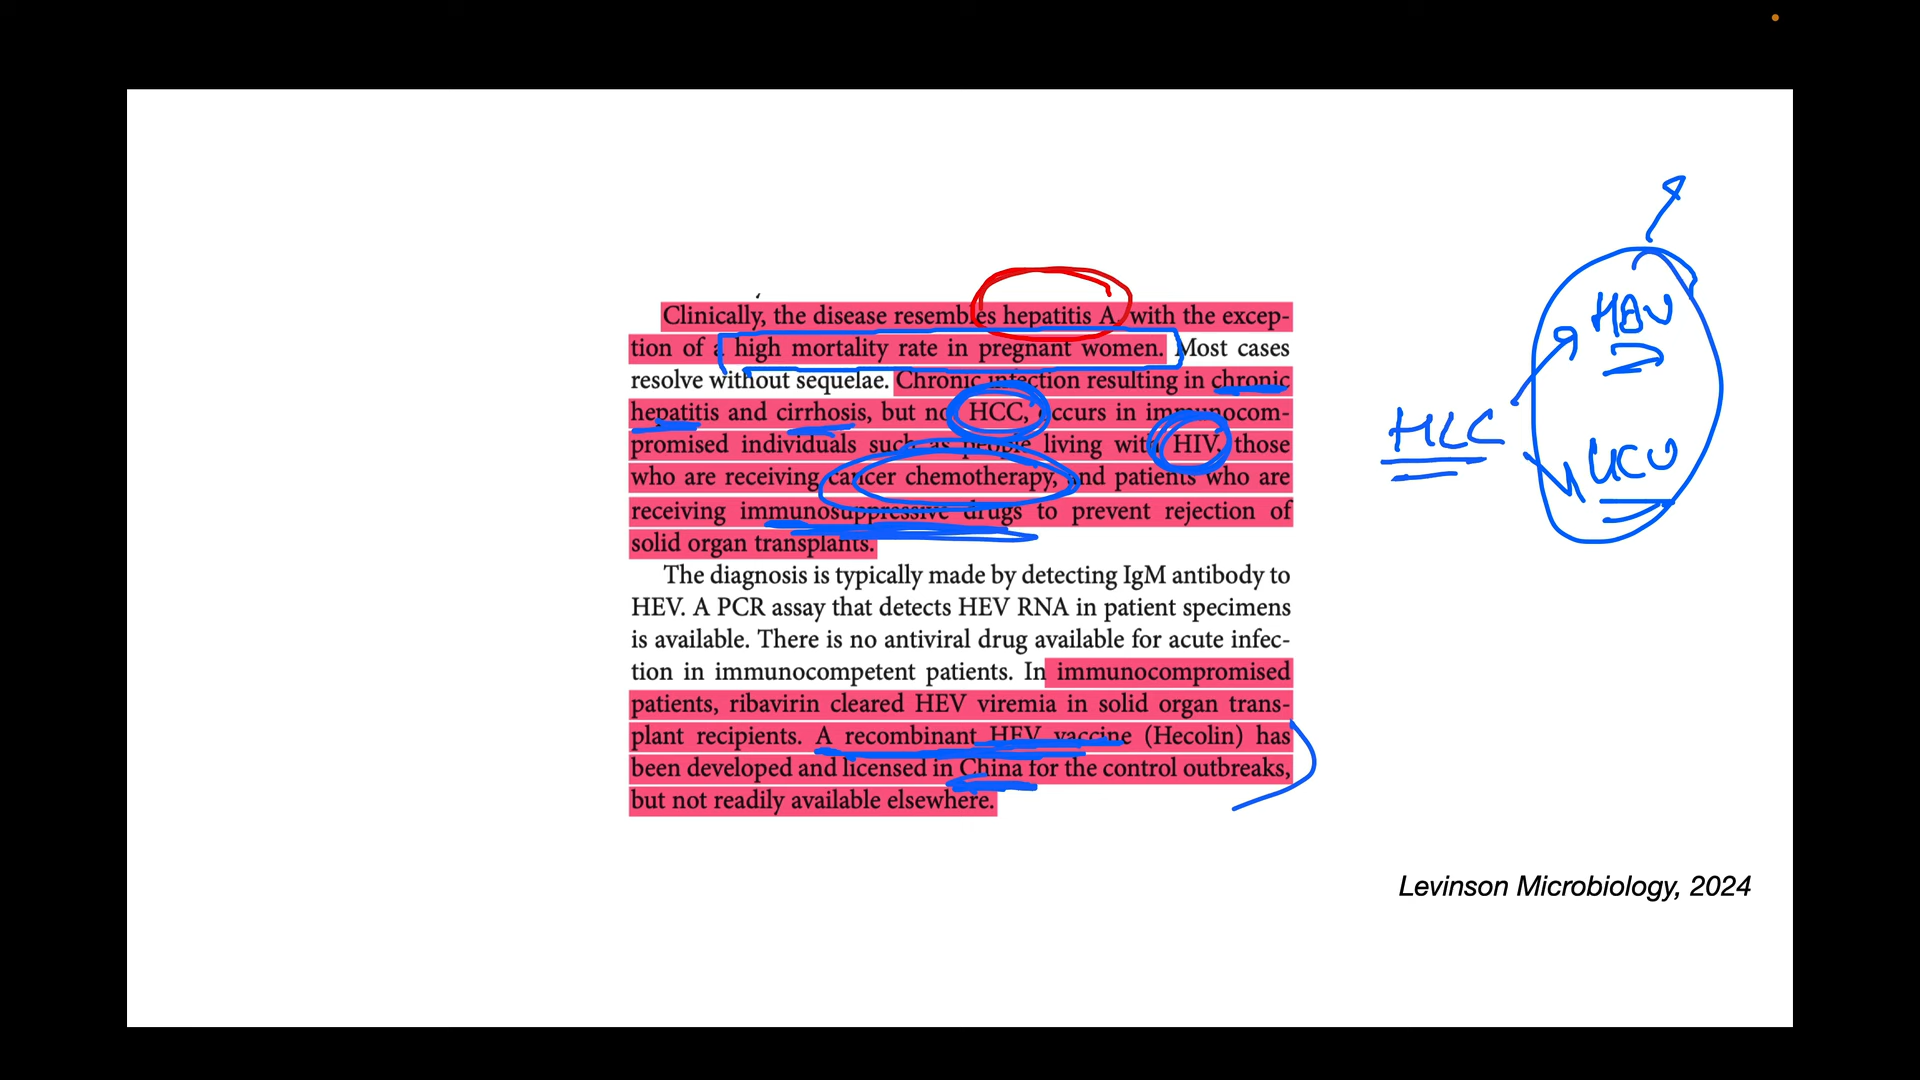 Clinically, the disease resembles hepatitis A, with the excep-
tion of a high mortality rate in pregnant women. Most cases
resolve without sequelae. Chronic infection resulting in chronic
hepatitis and cirrhosis, but not HCC, occurs in immunocom-
promised individuals such as people living with HIV, those
who are receiving cancer chemotherapy, and patients who are
receiving immunosuppressive drugs to prevent rejection of
solid organ transplants.
The diagnosis is typically made by detecting IgM antibody to
HEV. A PCR assay that detects HEV RNA in patient specimens
is available. There is no antiviral drug available for acute infec-
tion in immunocompetent patients. In immunocompromised
patients, ribavirin cleared HEV viremia in solid organ trans-
plant recipients. A recombinant HEV vaccine (Hecolin) has
been developed and licensed in China for the control outbreaks,
but not readily available elsewhere.
HBV
HCC
HCV
Levinson Microbiology, 2024